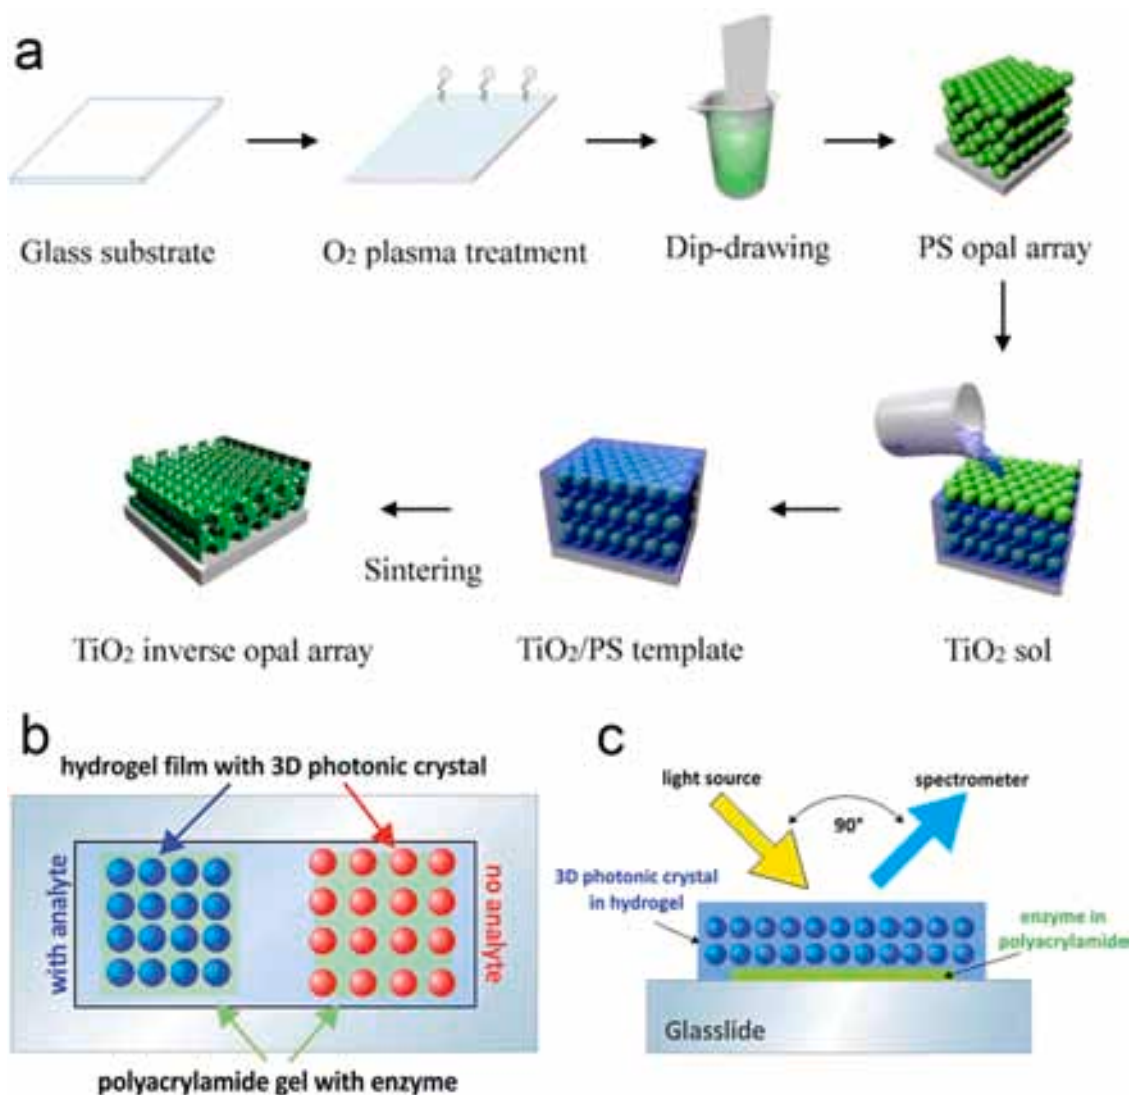 a
Glass substrate
O₂ plasma treatment
Dip-drawing
PS opal array
Sintering
TiO₂ inverse opal array
TiO₂/PS template
TiO₂ sol
b
hydrogel film with 3D photonic crystal
with analyte
no analyte
polyacrylamide gel with enzyme
c
light source
spectrometer
90°
3D photonic crystal
in hydrogel
enzyme in
polyacrylamide
Glasslide